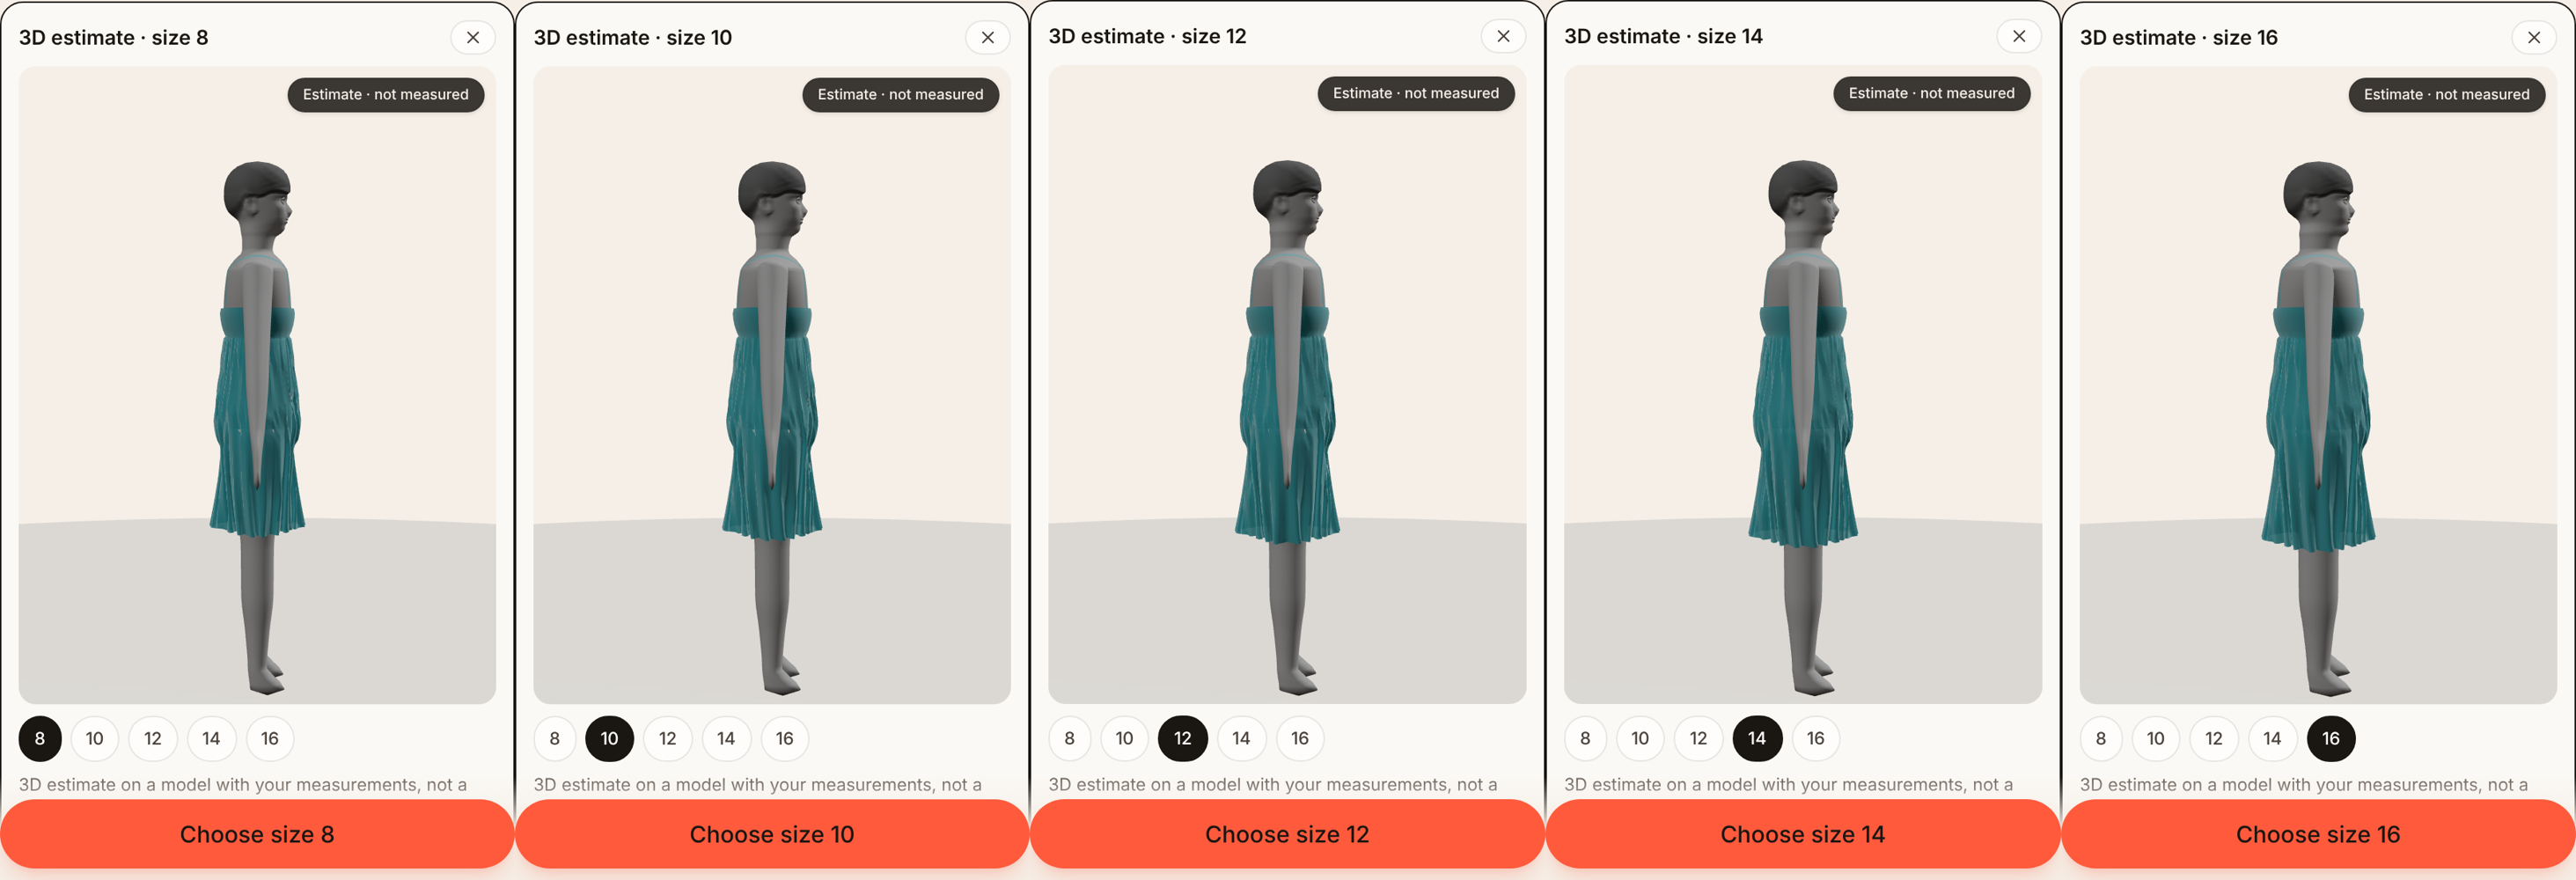 3D estimate · size 8
Estimate · not measured
8 10 12 14 16
3D estimate on a model with your measurements, not a
Choose size 8
3D estimate · size 10
Estimate · not measured
8 10 12 14 16
3D estimate on a model with your measurements, not a
Choose size 10
3D estimate · size 12
Estimate · not measured
8 10 12 14 16
3D estimate on a model with your measurements, not a
Choose size 12
3D estimate · size 14
Estimate · not measured
8 10 12 14 16
3D estimate on a model with your measurements, not a
Choose size 14
3D estimate · size 16
Estimate · not measured
8 10 12 14 16
3D estimate on a model with your measurements, not a
Choose size 16